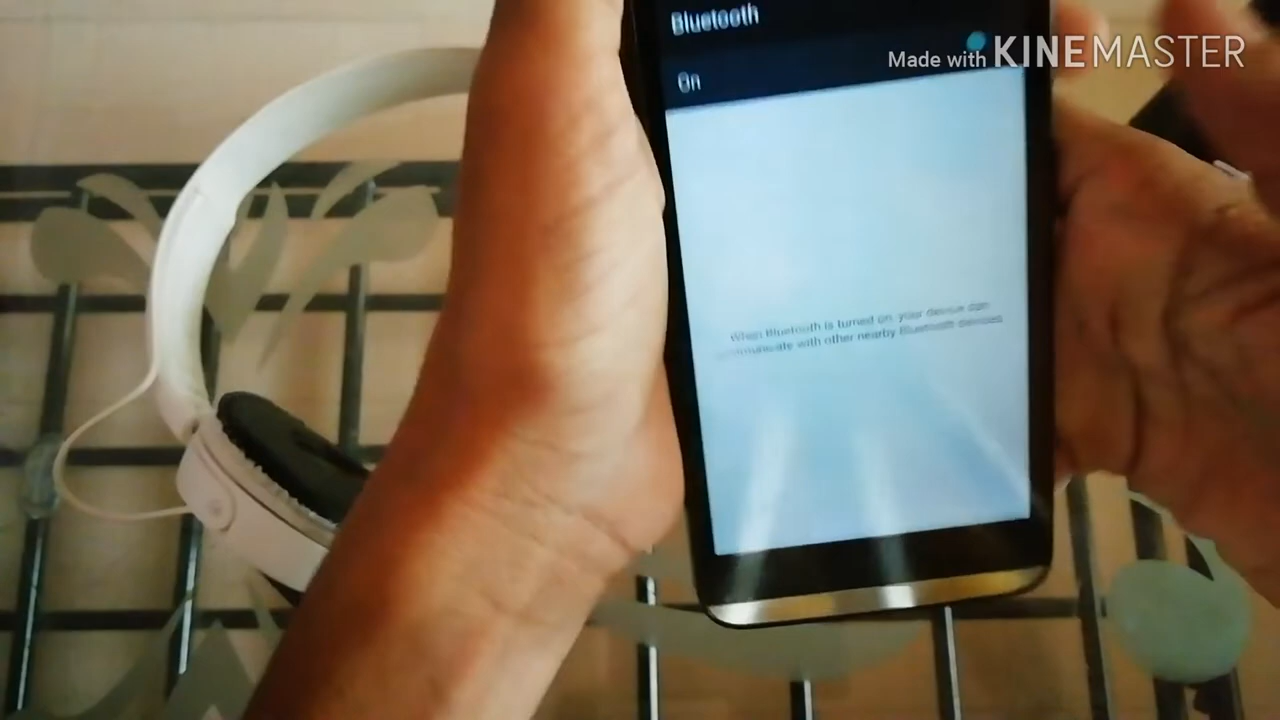 Bluetooth
Made with KINEMASTER
On
When Bluetooth is turned on, your device can
communicate with other nearby Bluetooth devices.